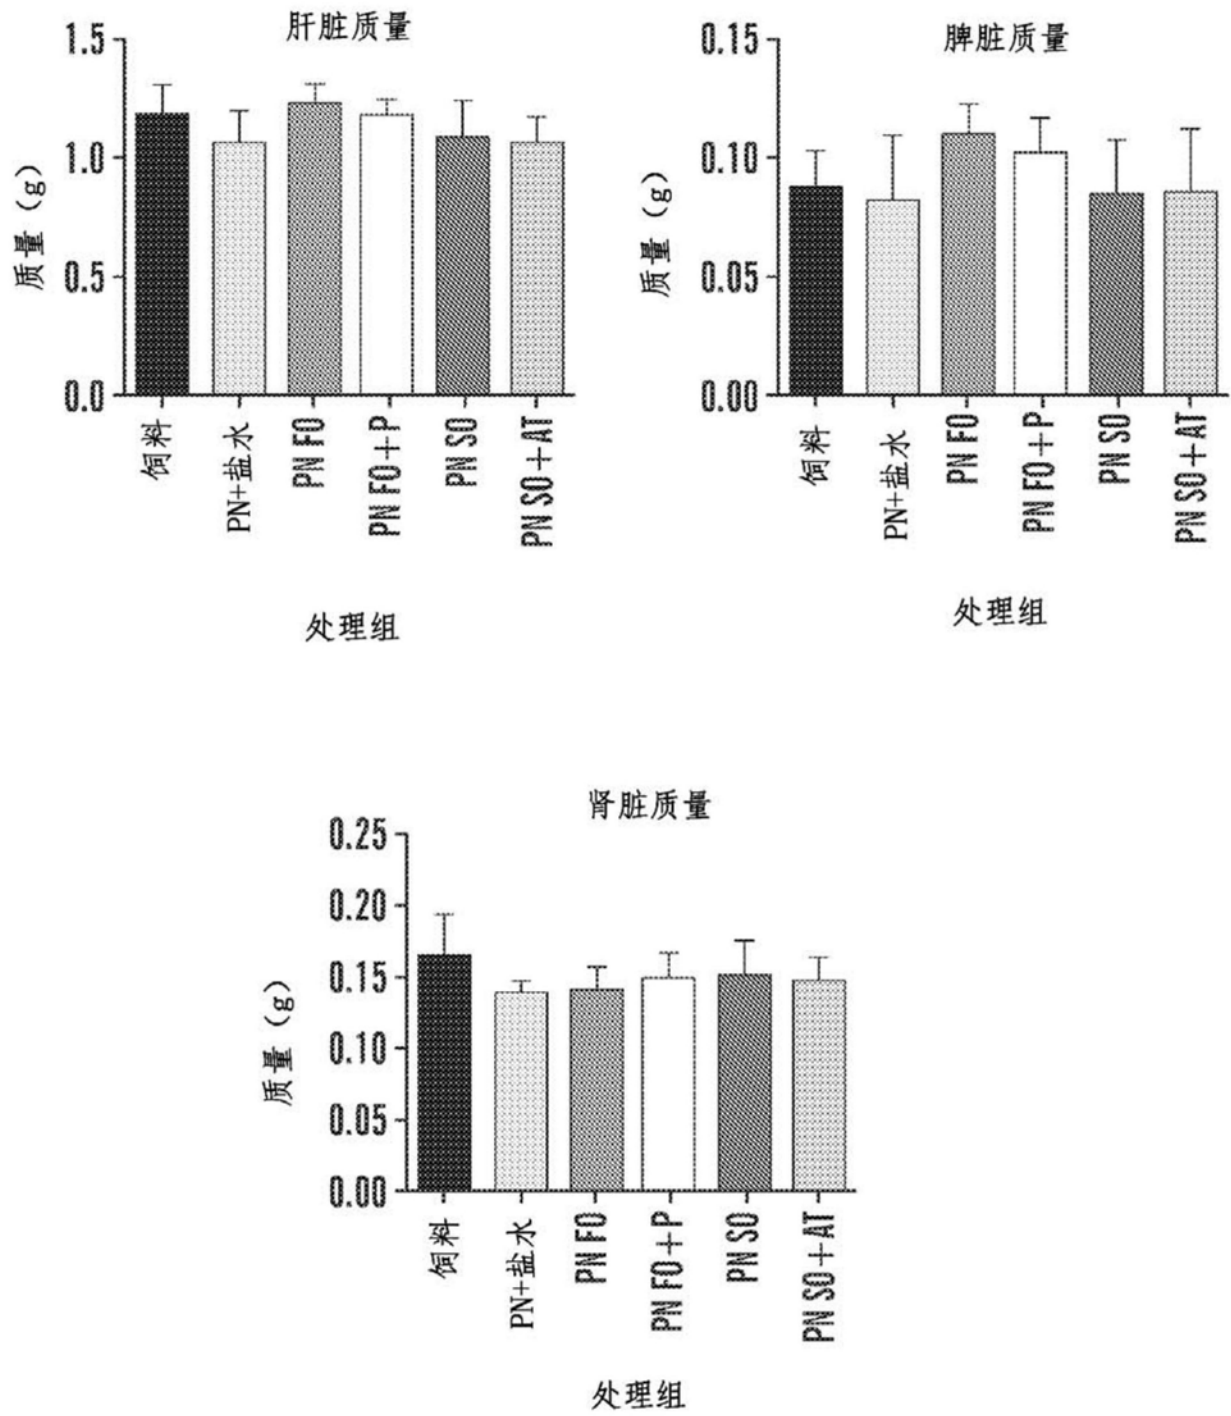 肝脏质量
质量 (g)
1.5
1.0
0.5
0.0
饲料
PN+盐水
PN FO
PN FO+P
PN SO
PN SO+AT
处理组
脾脏质量
质量 (g)
0.15
0.10
0.05
0.00
饲料
PN+盐水
PN FO
PN FO+P
PN SO
PN SO+AT
处理组
肾脏质量
质量 (g)
0.25
0.20
0.15
0.10
0.05
0.00
饲料
PN+盐水
PN FO
PN FO+P
PN SO
PN SO+AT
处理组